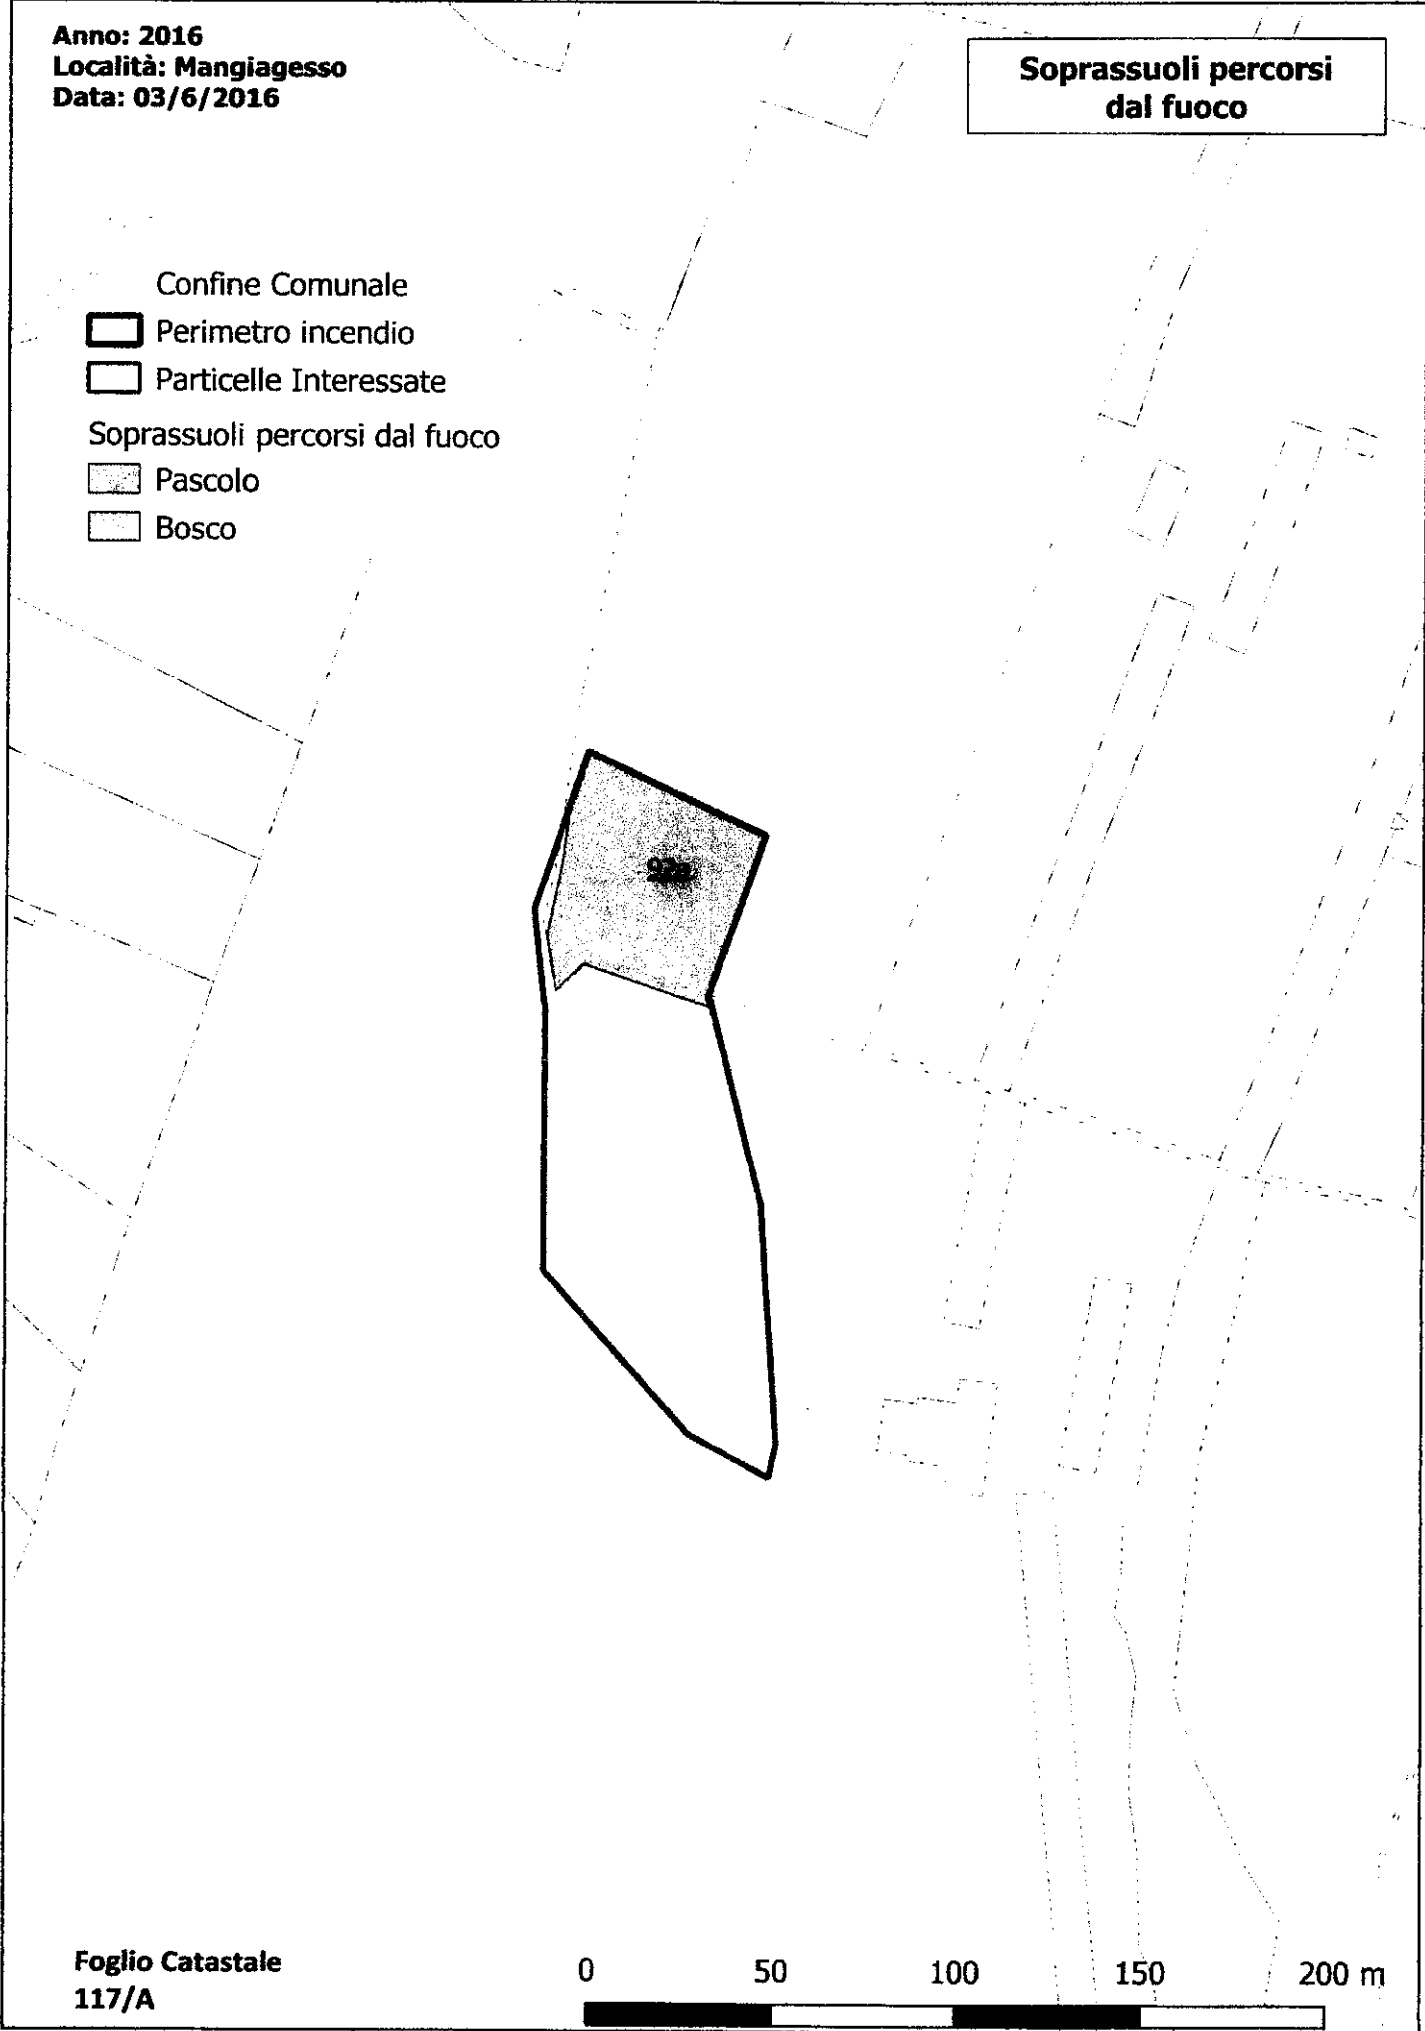 Anno: 2016
Località: Mangiagesso
Data: 03/6/2016
Soprassuoli percorsi
dal fuoco
Confine Comunale
Perimetro incendio
Particelle Interessate
Soprassuoli percorsi dal fuoco
Pascolo
Bosco
Foglio Catastale
117/A
0 50 100 150 200 m